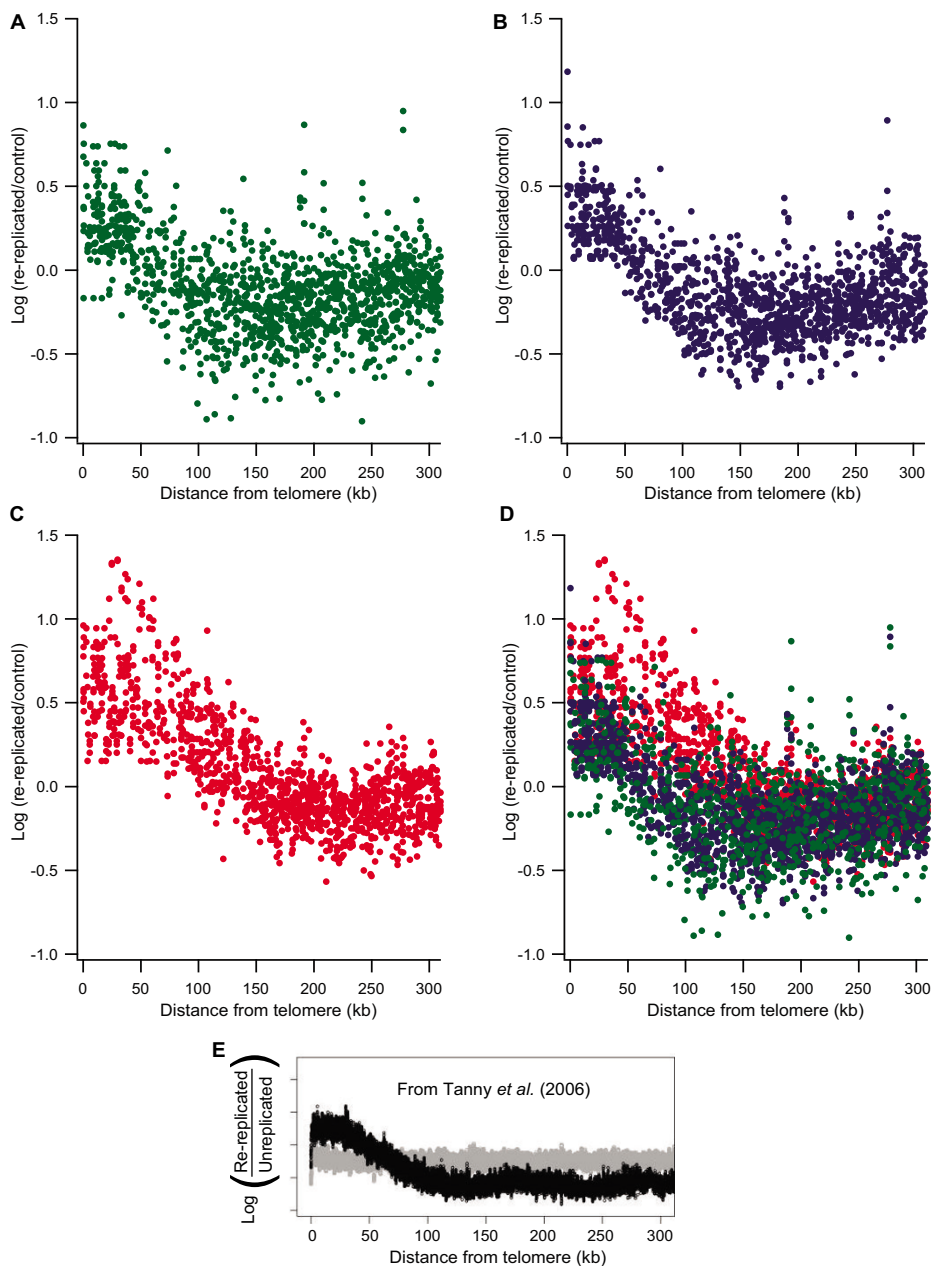 A
1.5
1.0
0.5
0.0
-0.5
-1.0
Log (re-replicated/control)
0 50 100 150 200 250 300
Distance from telomere (kb)
B
1.5
1.0
0.5
0.0
-0.5
-1.0
Log (re-replicated/control)
0 50 100 150 200 250 300
Distance from telomere (kb)
C
1.5
1.0
0.5
0.0
-0.5
-1.0
Log (re-replicated/control)
0 50 100 150 200 250 300
Distance from telomere (kb)
D
1.5
1.0
0.5
0.0
-0.5
-1.0
Log (re-replicated/control)
0 50 100 150 200 250 300
Distance from telomere (kb)
E
Log (Re-replicated
Unreplicated)
From Tanny et al. (2006)
0 50 100 150 200 250 300
Distance from telomere (kb)